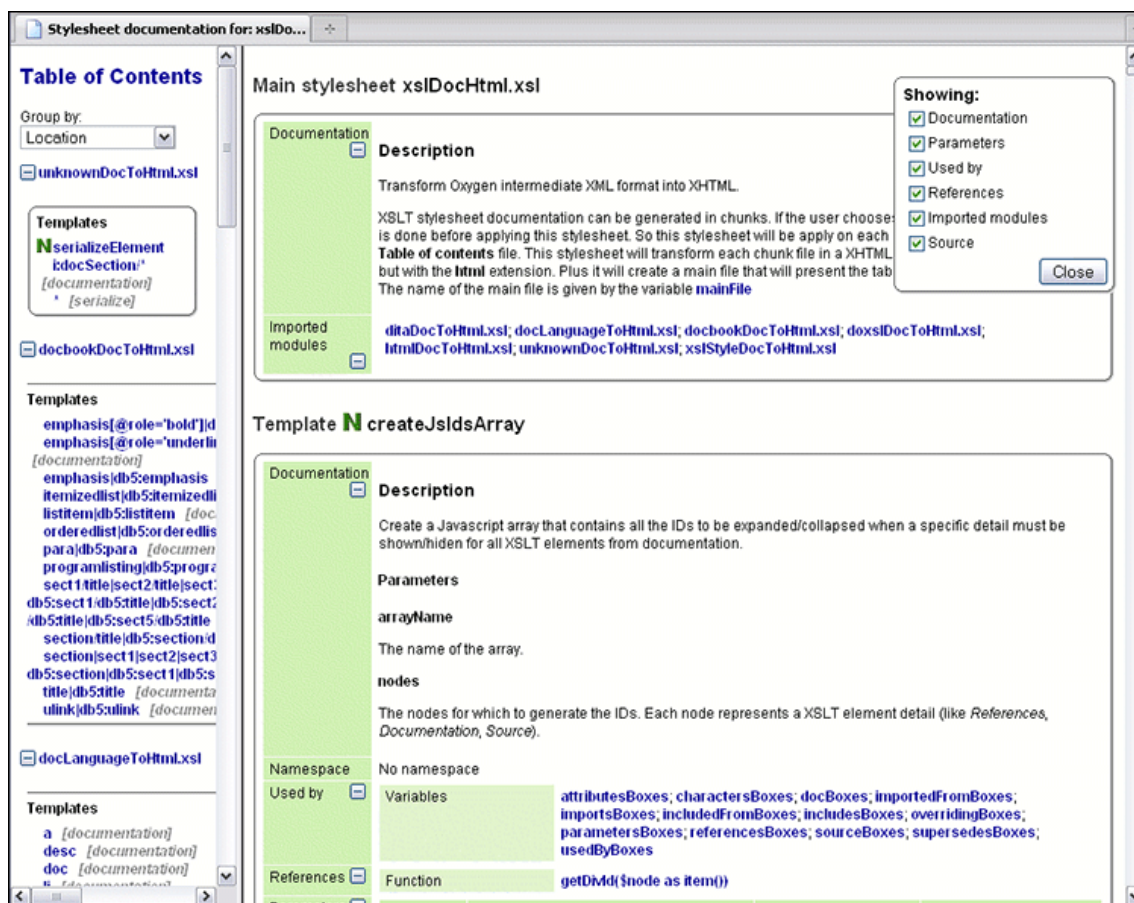 Stylesheet documentation for: xslDo...
Table of Contents
Group by:
Location
unknownDocToHtml.xsl
Templates
N serializeElement
i:docSection/*
[documentation]
* [serialize]
docbookDocToHtml.xsl
Templates
emphasis[@role='bold']|d
emphasis[@role='underlin
[documentation]
emphasis|db5:emphasis
itemizedlist|db5:itemizedli
listitem|db5:listitem [doc
orderedlist|db5:orderedlis
para|db5:para [documen
programlisting|db5:progra
sect1/title|sect2/title|sect3
db5:sect1/db5:title|db5:sect2
/db5:title|db5:sect5/db5:title
section/title|db5:section/d
section|sect1|sect2|sect3
db5:section|db5:sect1|db5:s
title|db5:title [documenta
ulink|db5:ulink [documen
docLanguageToHtml.xsl
Templates
a [documentation]
desc [documentation]
doc [documentation]
Main stylesheet xslDocHtml.xsl
Documentation
Description
Transform Oxygen intermediate XML format into XHTML.
XSLT stylesheet documentation can be generated in chunks. If the user choose
is done before applying this stylesheet. So this stylesheet will be apply on each
Table of contents file. This stylesheet will transform each chunk file in a XHTML
but with the html extension. Plus it will create a main file that will present the tab
The name of the main file is given by the variable mainFile
Imported
modules
ditaDocToHtml.xsl; docLanguageToHtml.xsl; docbookDocToHtml.xsl; doxslDocToHtml.xsl;
htmlDocToHtml.xsl; unknownDocToHtml.xsl; xslStyleDocToHtml.xsl
Showing:
Documentation
Parameters
Used by
References
Imported modules
Source
Close
Template N createJsIdsArray
Documentation
Description
Create a Javascript array that contains all the IDs to be expanded/collapsed when a specific detail must be
shown/hiden for all XSLT elements from documentation.
Parameters
arrayName
The name of the array.
nodes
The nodes for which to generate the IDs. Each node represents a XSLT element detail (like References,
Documentation, Source).
Namespace No namespace
Used by Variables
attributesBoxes; charactersBoxes; docBoxes; importedFromBoxes;
importsBoxes; includedFromBoxes; includesBoxes; overridingBoxes;
parametersBoxes; referencesBoxes; sourceBoxes; supersedesBoxes;
usedByBoxes
References Function getDivId($node as item())